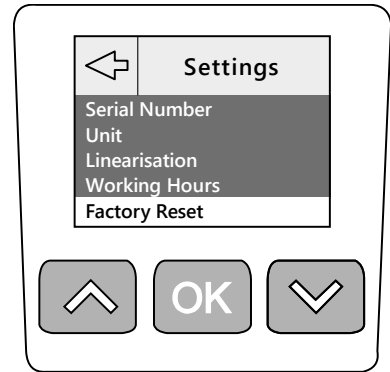 Settings
Serial Number
Unit
Linearisation
Working Hours
Factory Reset
OK